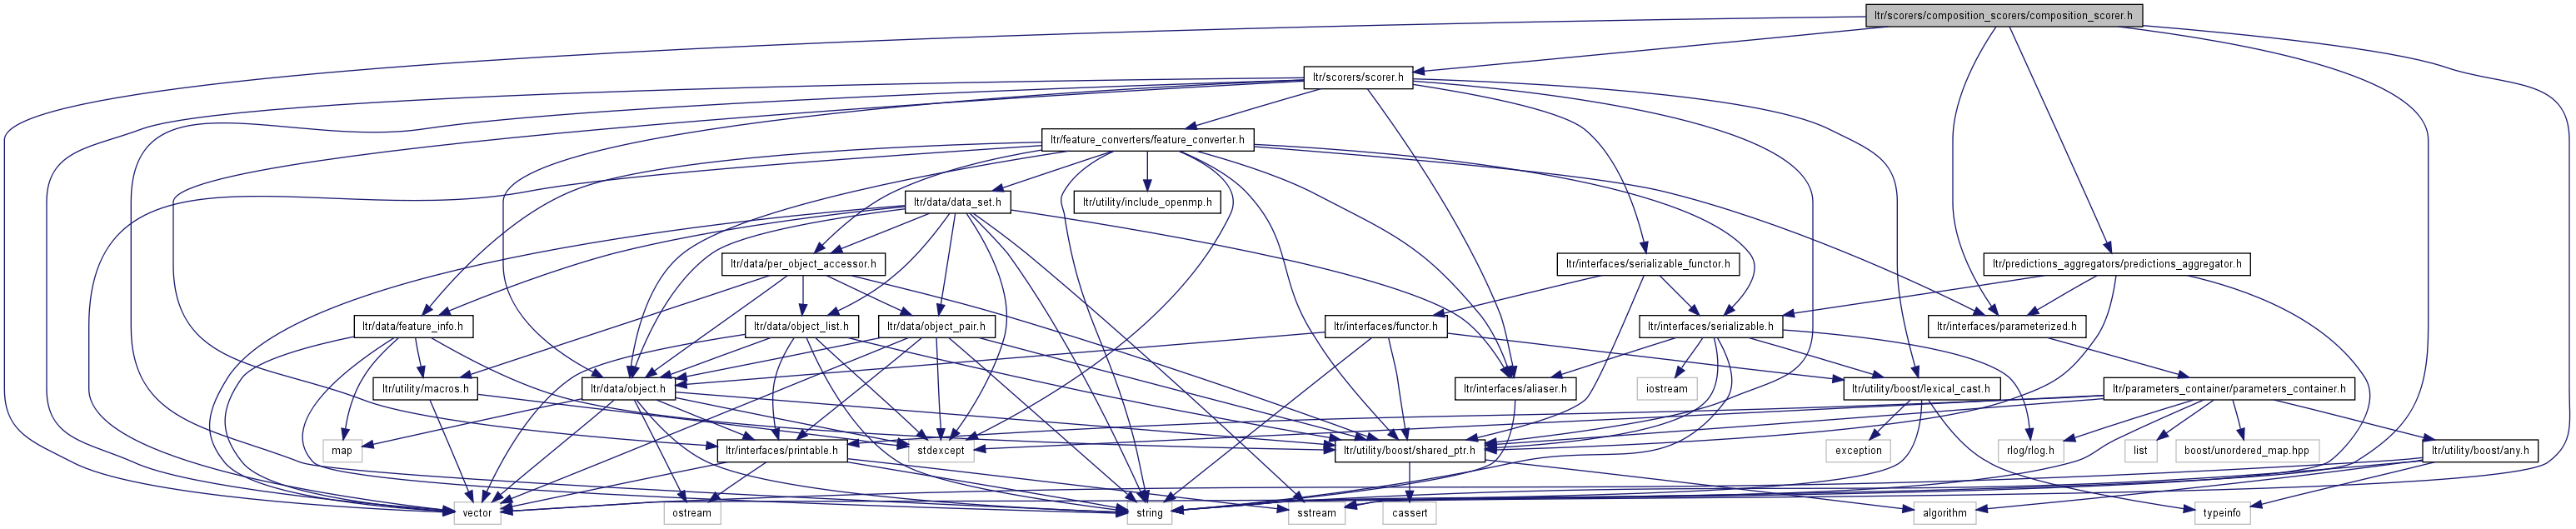 ltr/scorers/composition_scorers/composition_scorer.h
ltr/scorers/scorer.h
ltr/feature_converters/feature_converter.h
ltr/data/data_set.h
ltr/utility/include_openmp.h
ltr/data/per_object_accessor.h
ltr/interfaces/serializable_functor.h
ltr/predictions_aggregators/predictions_aggregator.h
ltr/data/feature_info.h
ltr/data/object_list.h
ltr/data/object_pair.h
ltr/interfaces/functor.h
ltr/interfaces/serializable.h
ltr/interfaces/parameterized.h
ltr/utility/macros.h
ltr/data/object.h
ltr/interfaces/aliaser.h
iostream
ltr/utility/boost/lexical_cast.h
ltr/parameters_container/parameters_container.h
map
ltr/interfaces/printable.h
stdexcept
ltr/utility/boost/shared_ptr.h
exception
rlog/rlog.h
list
boost/unordered_map.hpp
ltr/utility/boost/any.h
vector
ostream
string
sstream
cassert
algorithm
typeinfo